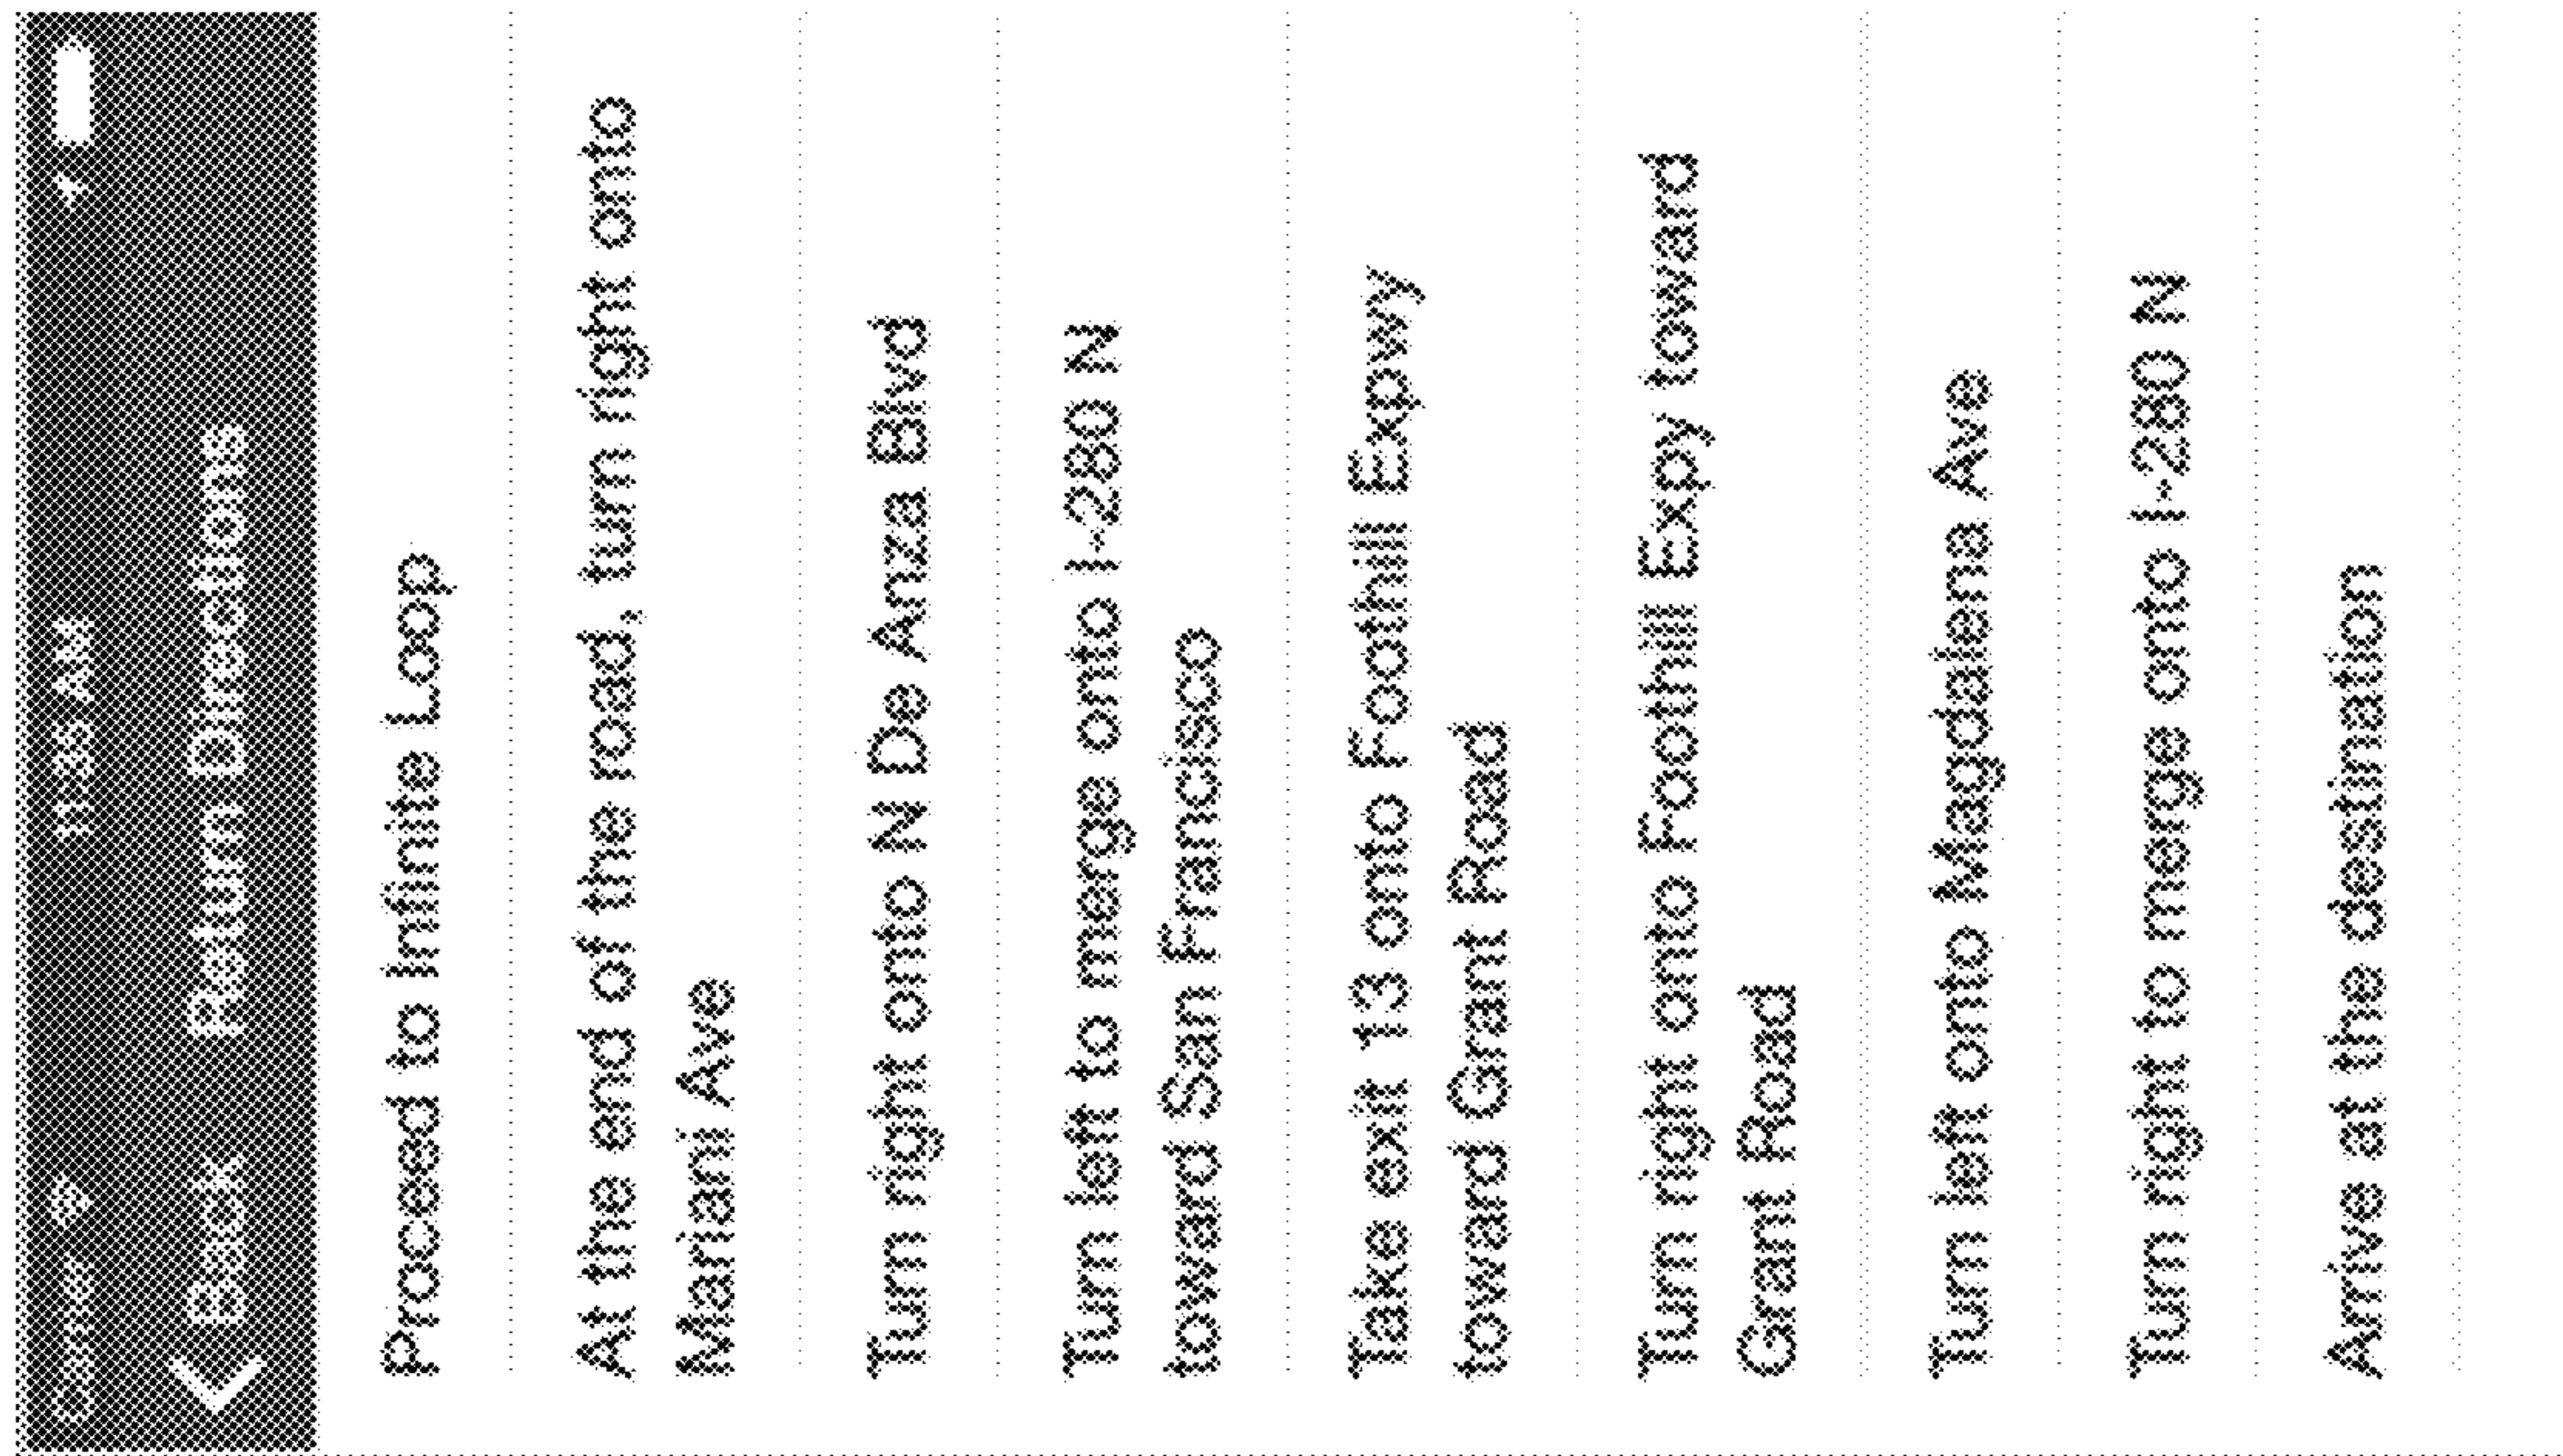 Carrier
AM
Back
Return Directions
Proceed to Infinite Loop
At the end of the road, turn right onto
Mariani Ave
Turn right onto N De Anza Blvd
Turn left to merge onto I-280 N
toward San Francisco
Take exit 13 onto Foothill Expwy
toward Grant Road
Turn right onto Foothill Expy toward
Grant Road
Turn left onto Magdalena Ave
Turn right to merge onto I-280 N
Arrive at the destination